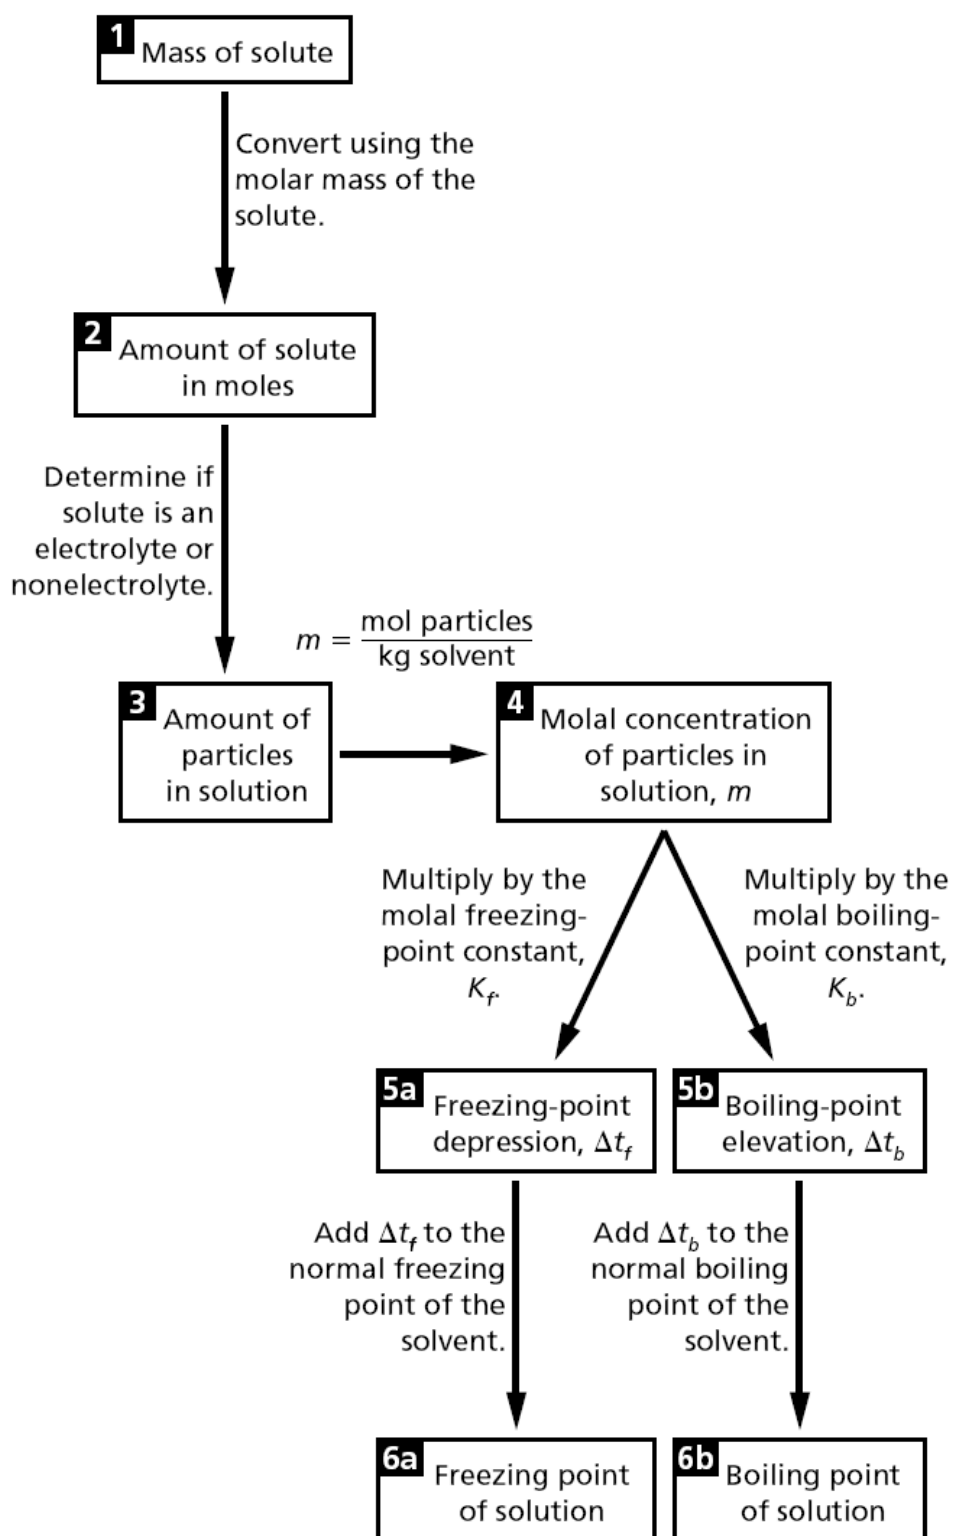 1
Mass of solute
Convert using the
molar mass of the
solute.
2
Amount of solute
in moles
Determine if
solute is an
electrolyte or
nonelectrolyte.
m = mol particles
kg solvent
3
Amount of
particles
in solution
4
Molal concentration
of particles in
solution, m
Multiply by the
molal freezing-
point constant,
Kf.
Multiply by the
molal boiling-
point constant,
Kb.
5a
Freezing-point
depression, Δtf
5b
Boiling-point
elevation, Δtb
Add Δtf to the
normal freezing
point of the
solvent.
Add Δtb to the
normal boiling
point of the
solvent.
6a
Freezing point
of solution
6b
Boiling point
of solution